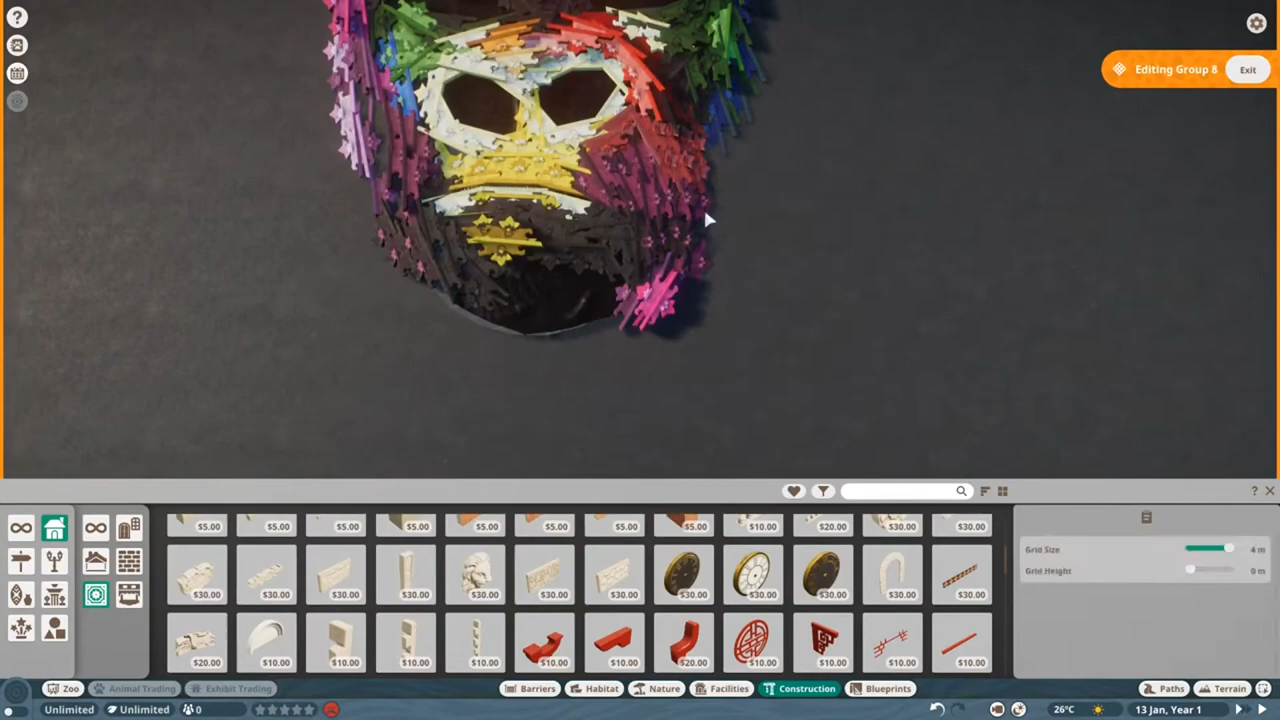 ?
Editing Group 8
Exit
? 
$5.00 $5.00 $5.00 $5.00 $5.00 $5.00 $5.00 $5.00 $10.00 $20.00 $30.00 $30.00
$30.00 $30.00 $30.00 $30.00 $30.00 $30.00 $30.00 $30.00 $30.00 $30.00 $30.00 $30.00
$20.00 $10.00 $10.00 $10.00 $10.00 $10.00 $10.00 $20.00 $10.00 $10.00 $10.00 $10.00
Grid Size 4 m
Grid Height 0 m
Zoo Animal Trading Exhibit Trading Barriers Habitat Nature Facilities Construction Blueprints Paths Terrain
Unlimited Unlimited 0 26°C 13 Jan, Year 1